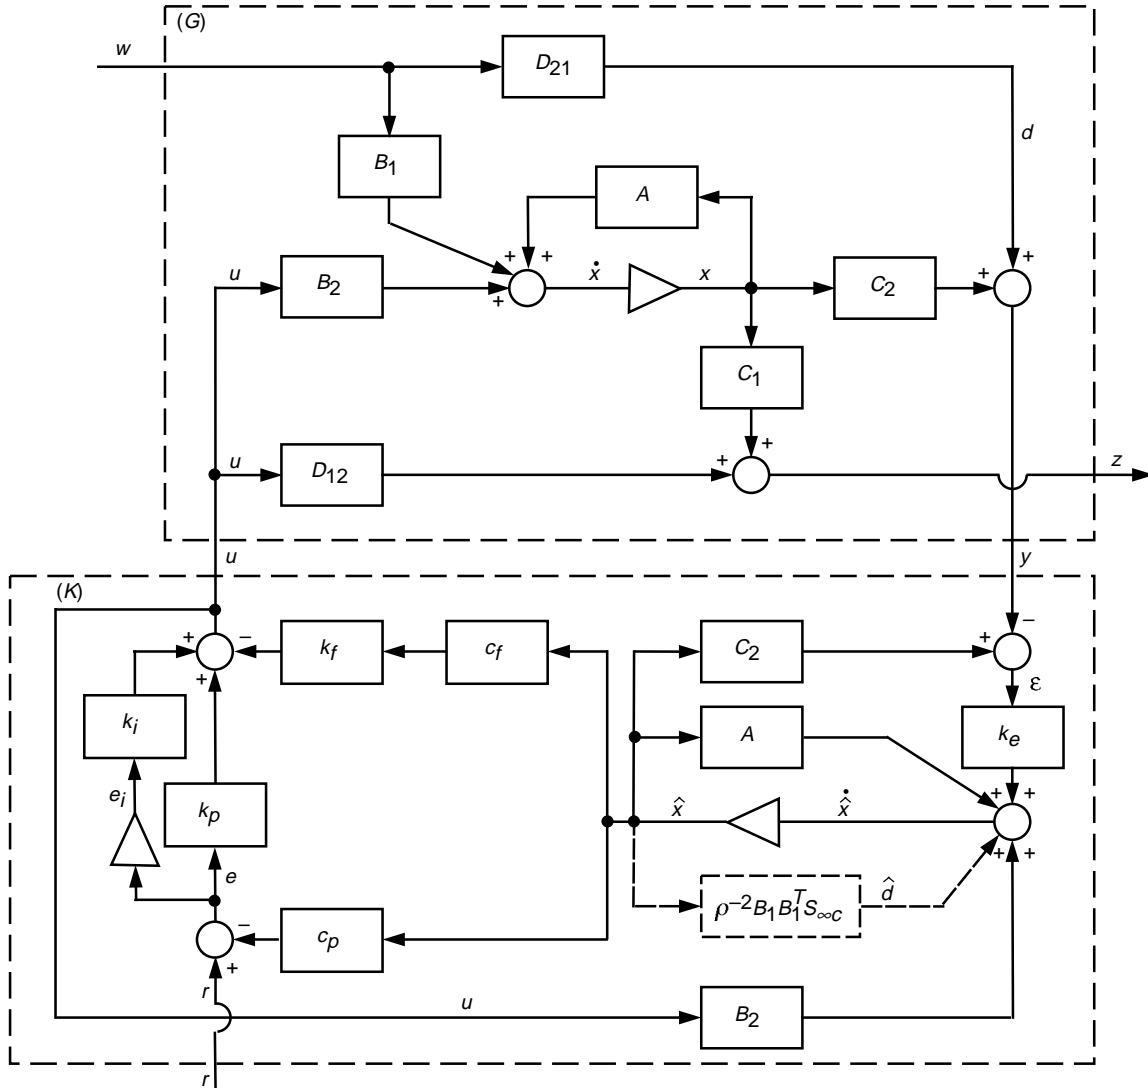 (G)
w
D21
d
B1
A
+ + +
u
B2
+
ẋ
x
C2
+
C1
+
u
D12
+
z
u
y
(K)
+ −
kf
cf
C2
+ −
ε
+
ki
A
ke
ei
kp
+ +
x̂
x̂̇
e
+ +
ρ−2B1B1TS∞c
d̂
−
cp
+
r
u
B2
r